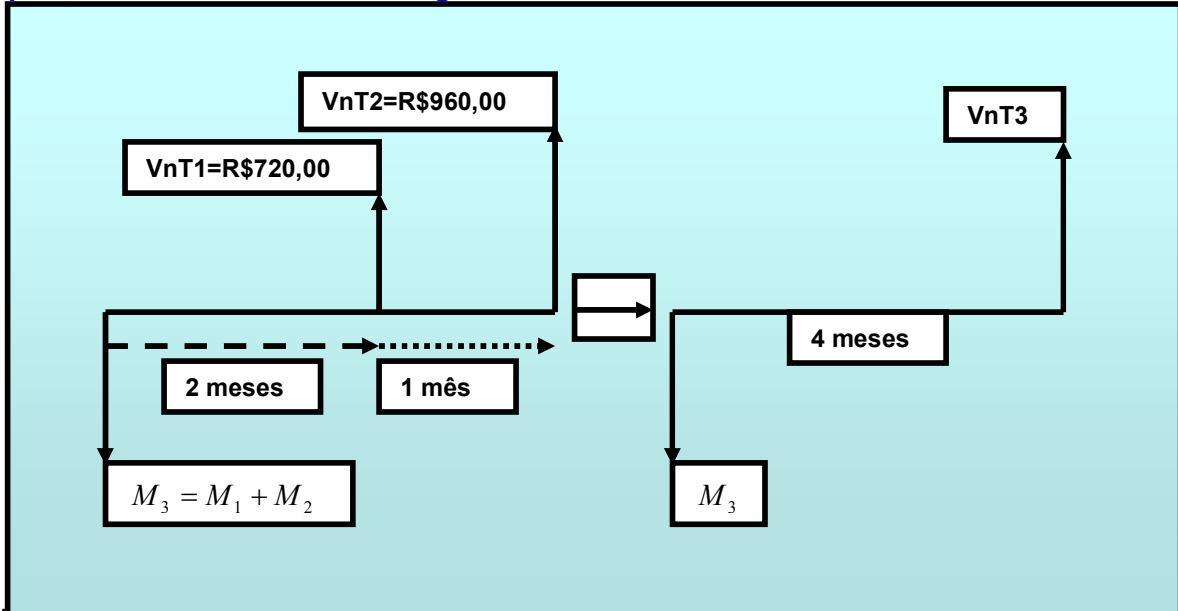 VnT2=R$960,00
VnT3
VnT1=R$720,00
4 meses
2 meses
1 mês
M₃ = M₁ + M₂
M₃